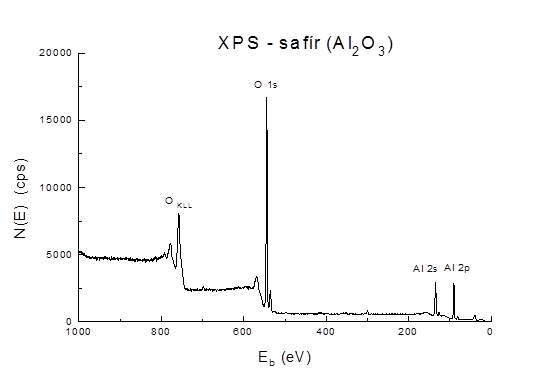 XPS - safír (Al2O3)
20000
15000
10000
5000
0
N(E) (cps)
O KLL
O 1s
Al 2s
Al 2p
1000 800 600 400 200 0
Eb (eV)